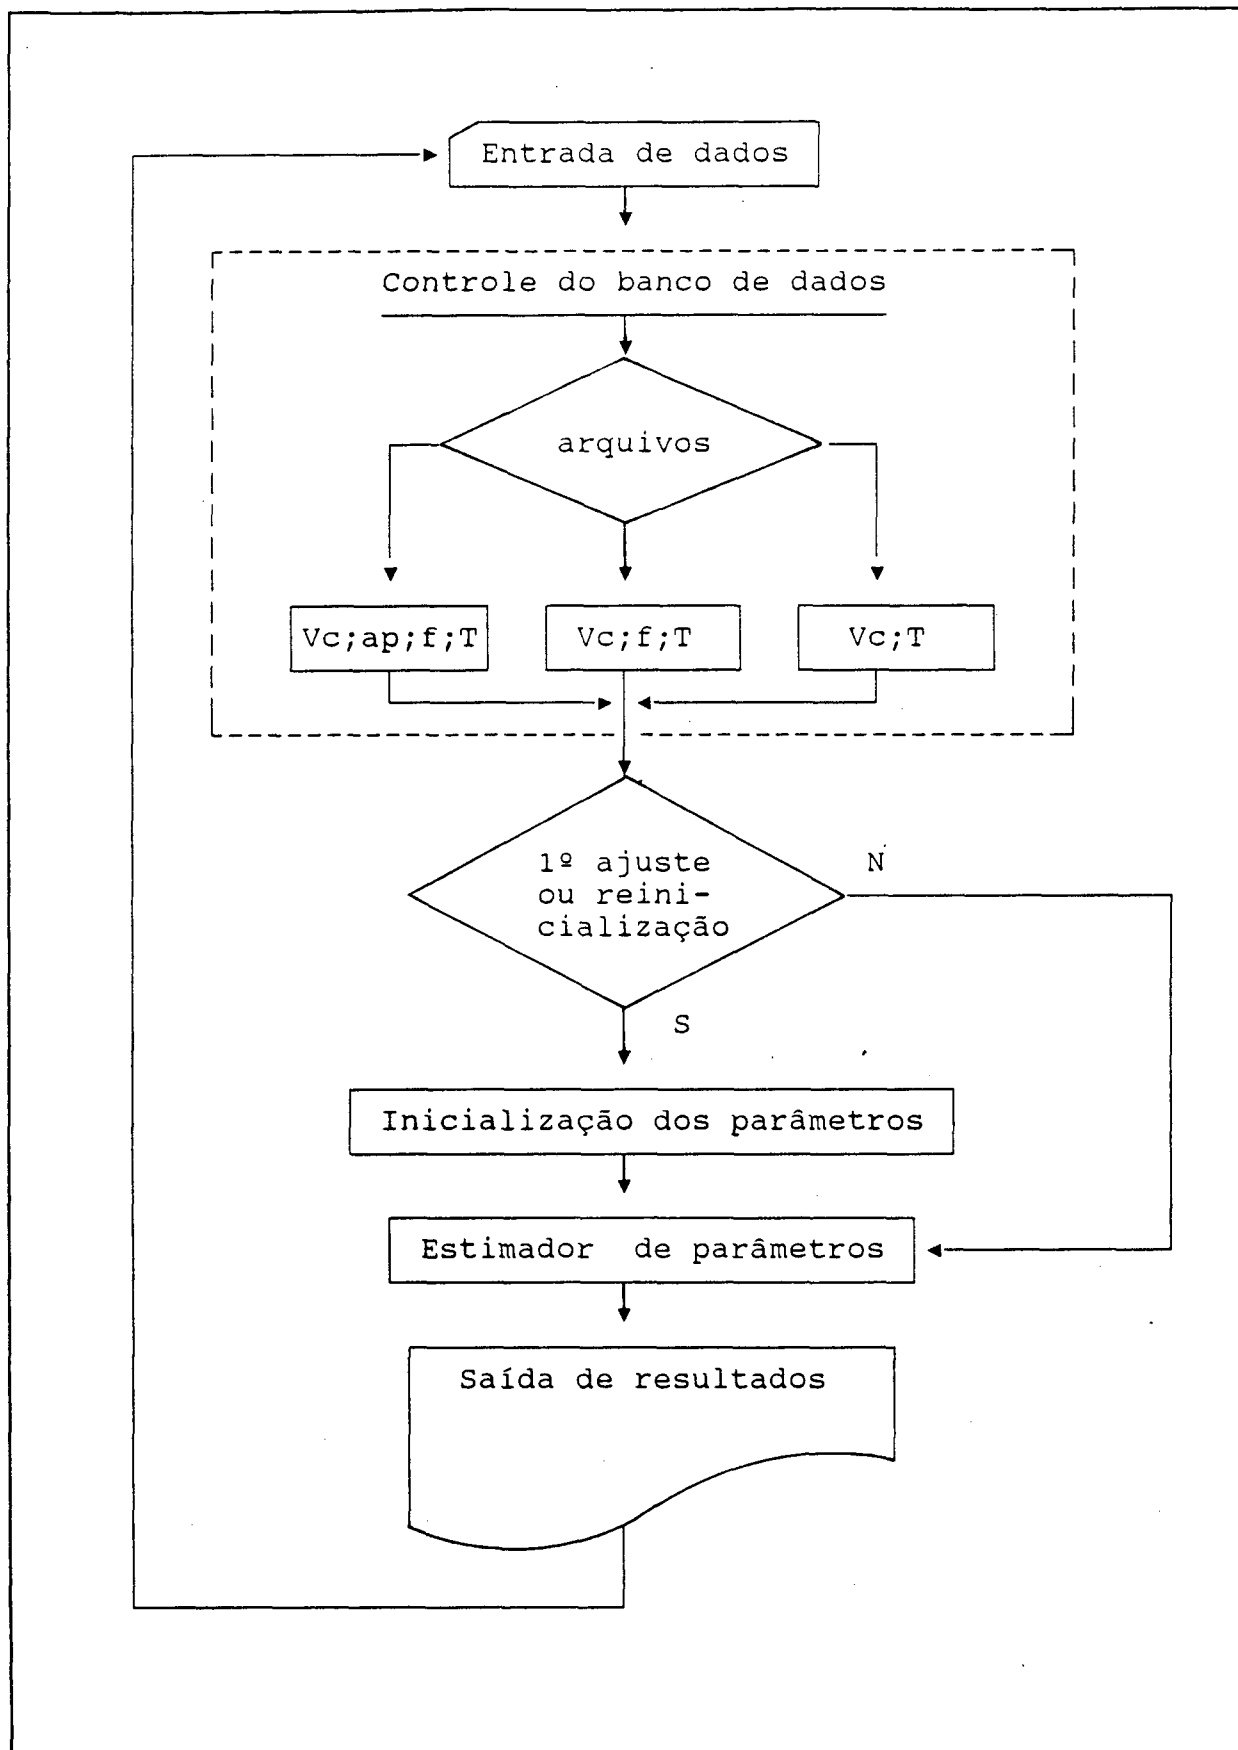 Entrada de dados
Controle do banco de dados
arquivos
Vc;ap;f;T
Vc;f;T
Vc;T
1º ajuste
ou reini-
cialização
N
S
Inicialização dos parâmetros
Estimador de parâmetros
Saída de resultados